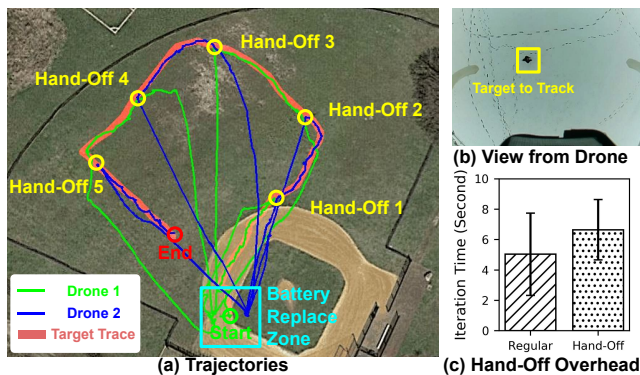 Hand-Off 3
Hand-Off 4
Hand-Off 2
Hand-Off 5
Hand-Off 1
End
Drone 1
Drone 2
Target Trace
Start
Battery
Replace
Zone
(a) Trajectories
Target to Track
(b) View from Drone
Iteration Time (Second)
10
8
6
4
2
0
Regular
Hand-Off
(c) Hand-Off Overhead